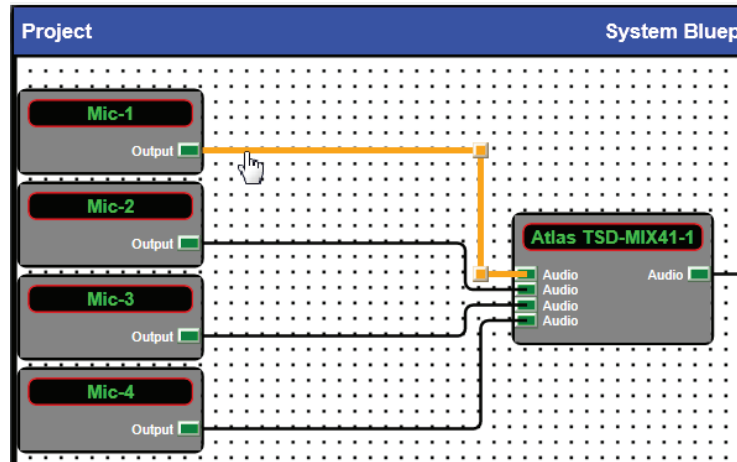 Project
System Bluep
Mic-1
Output
Mic-2
Output
Mic-3
Output
Mic-4
Output
Atlas TSD-MIX41-1
Audio Audio
Audio
Audio
Audio